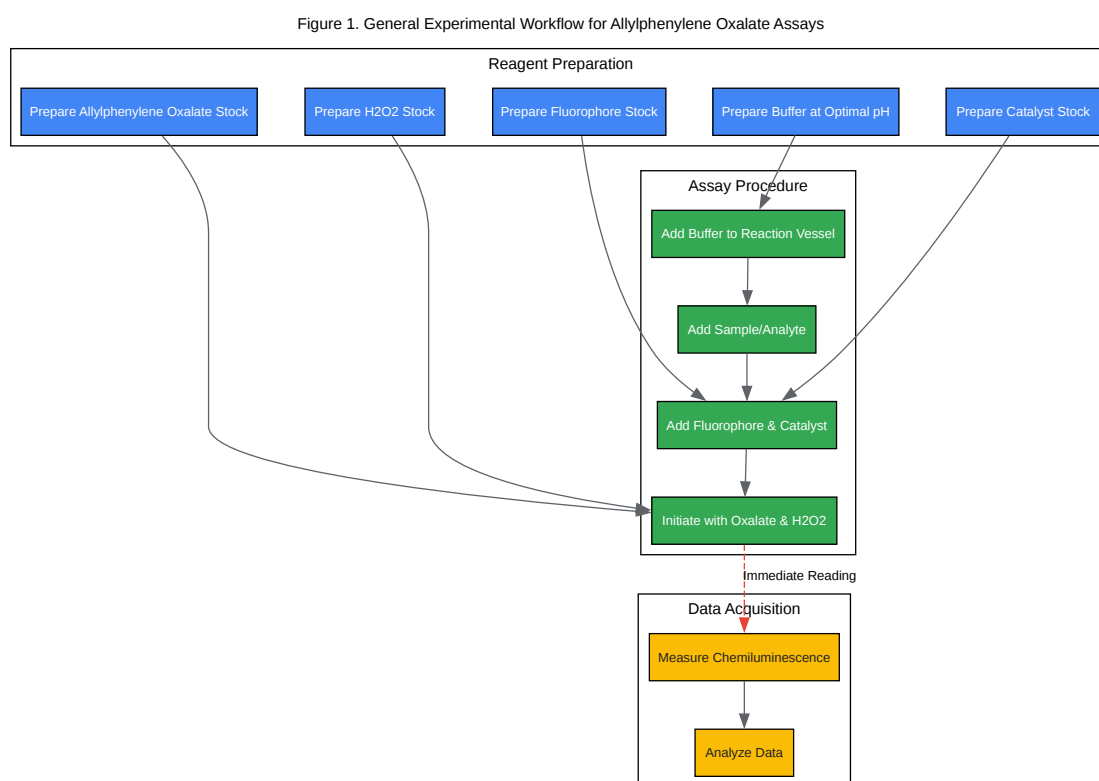 Figure 1. General Experimental Workflow for Allylphenylene Oxalate Assays
Reagent Preparation
Prepare Allylphenylene Oxalate Stock
Prepare H2O2 Stock
Prepare Fluorophore Stock
Prepare Buffer at Optimal pH
Prepare Catalyst Stock
Assay Procedure
Add Buffer to Reaction Vessel
Add Sample/Analyte
Add Fluorophore & Catalyst
Initiate with Oxalate & H2O2
Immediate Reading
Data Acquisition
Measure Chemiluminescence
Analyze Data